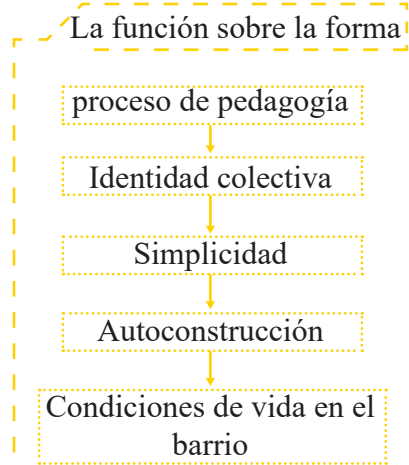 La función sobre la forma
proceso de pedagogía
Identidad colectiva
Simplicidad
Autoconstrucción
Condiciones de vida en el
barrio